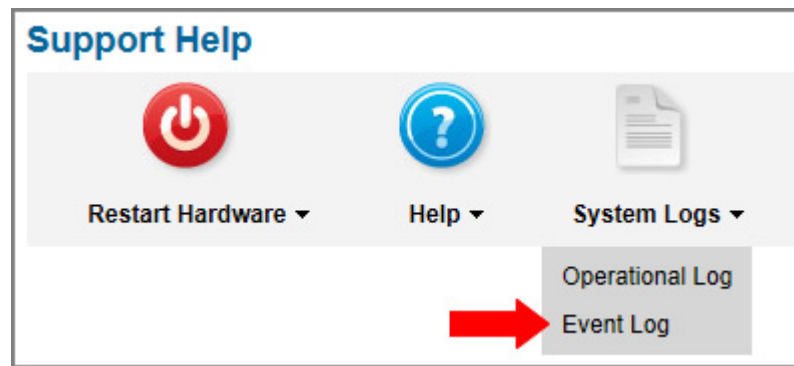 Support Help
Restart Hardware
Help
System Logs
Operational Log
Event Log